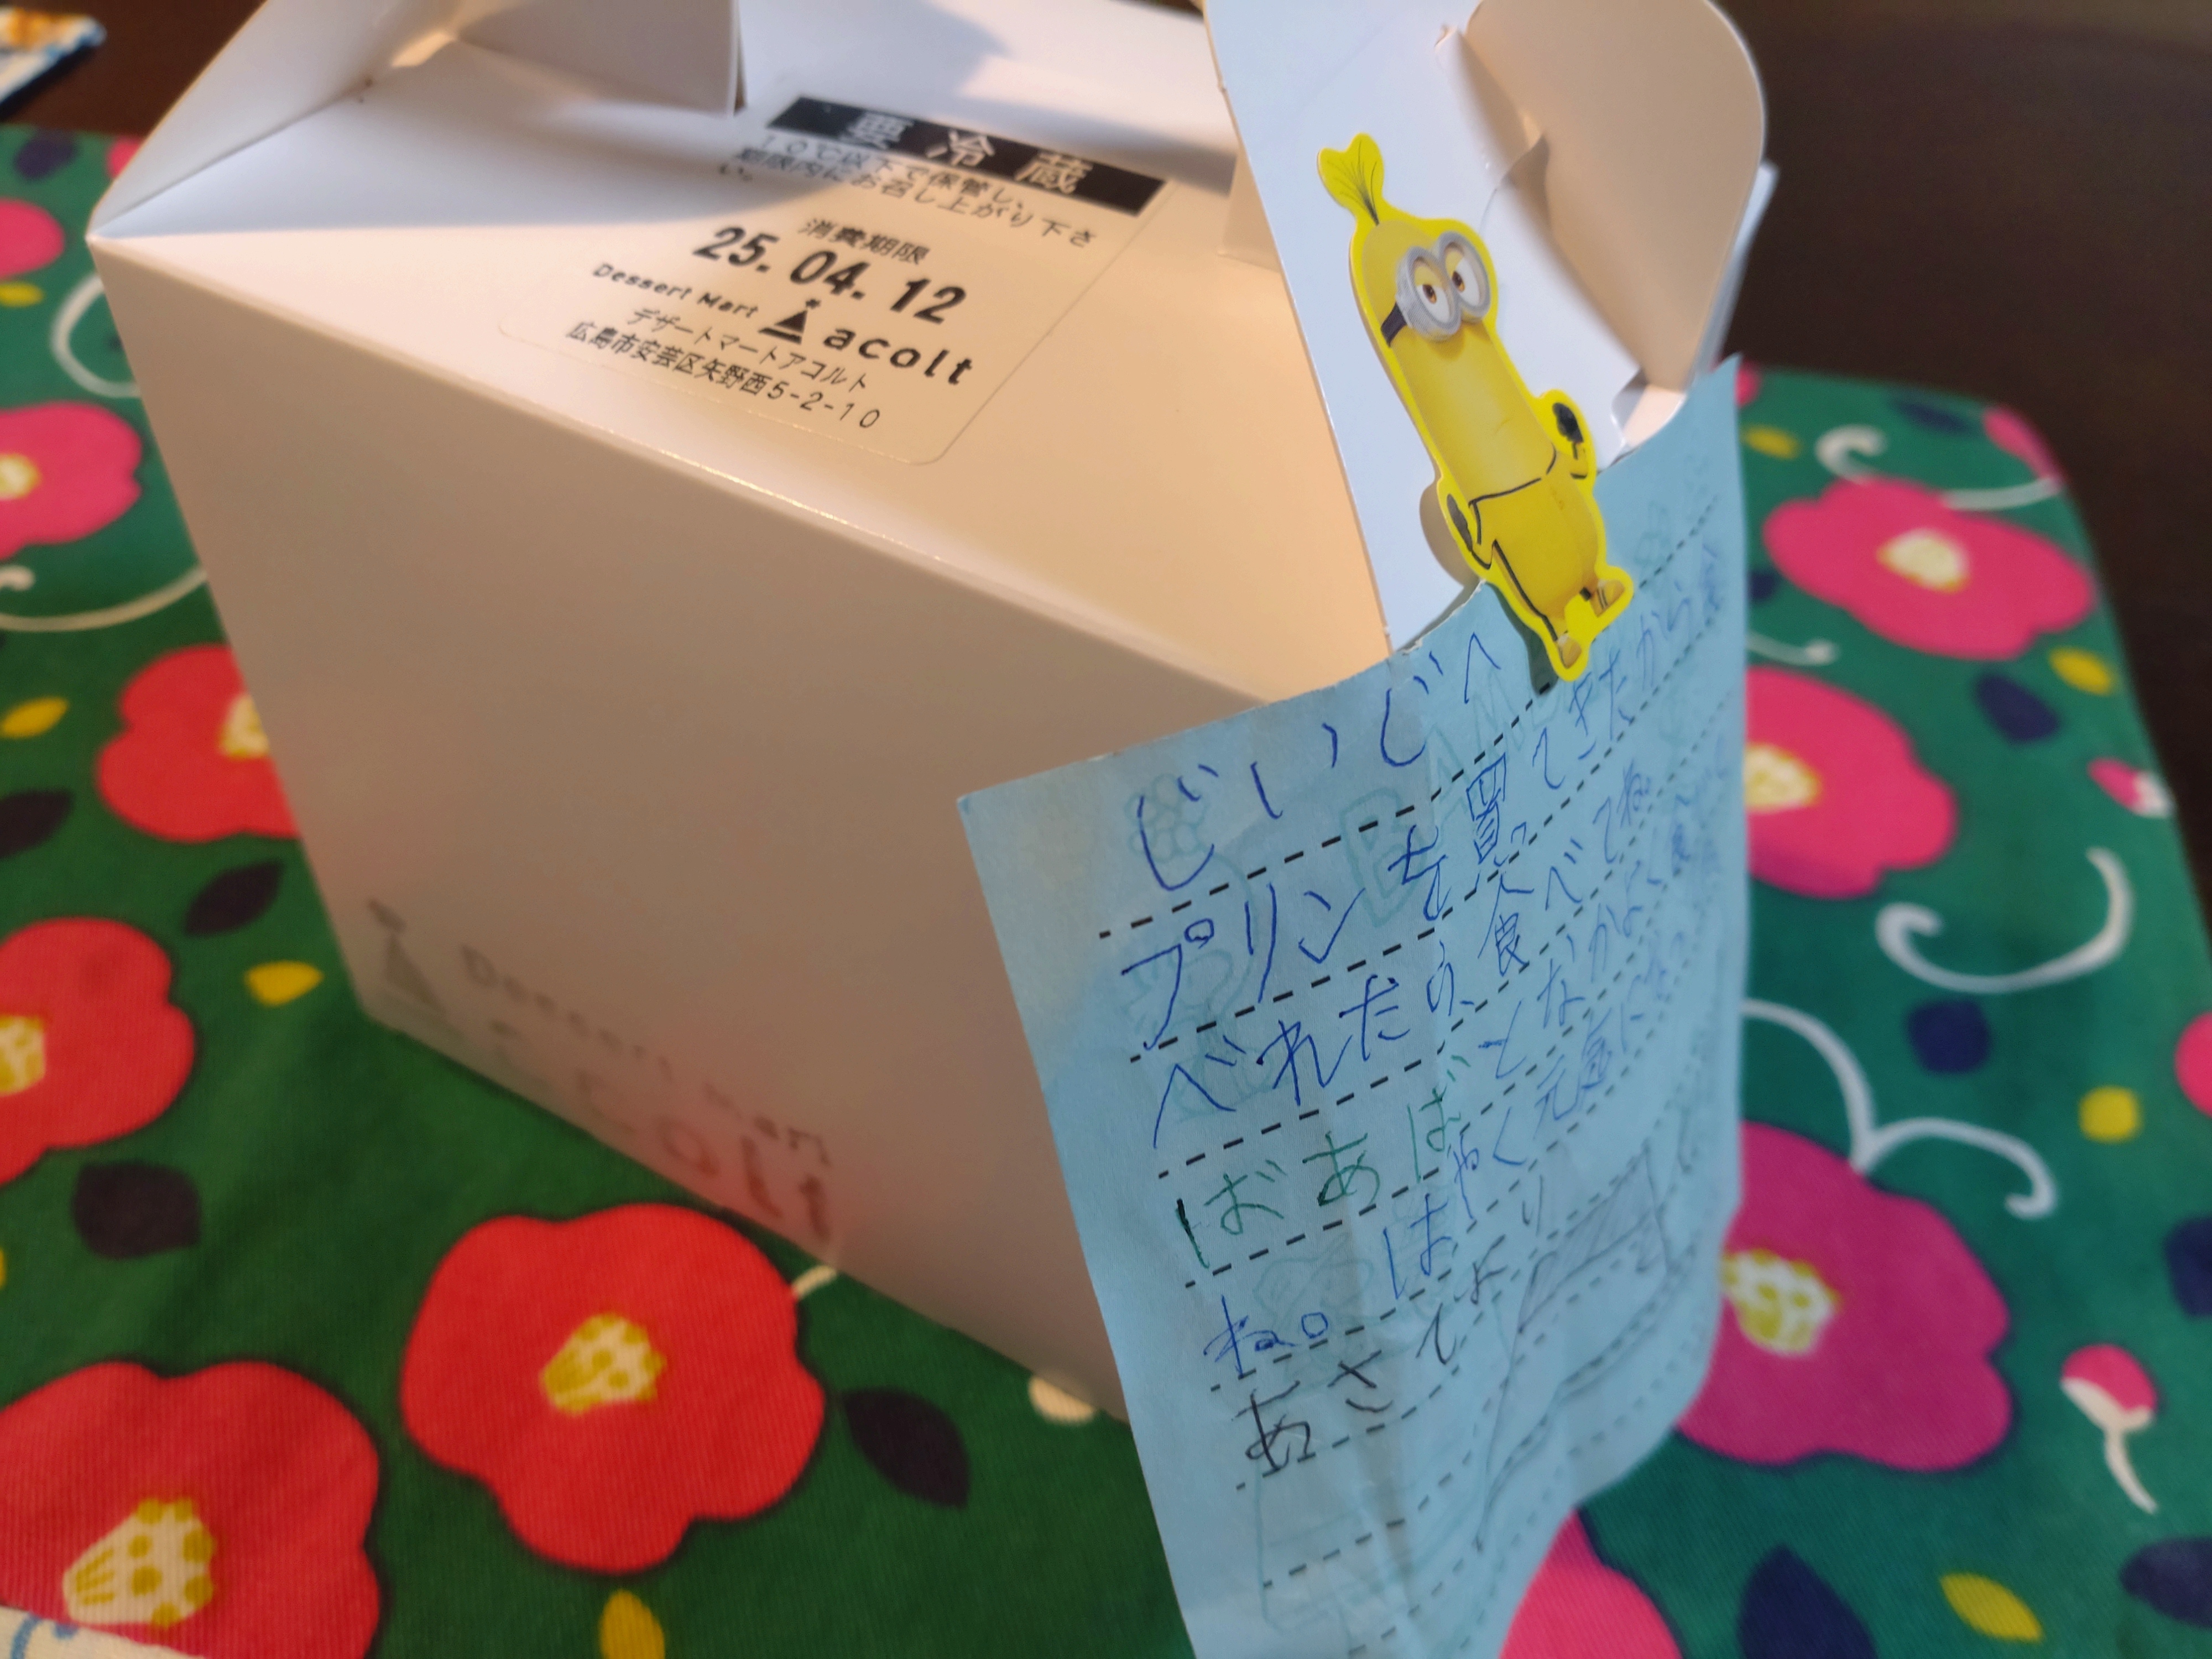 要冷蔵
10℃以下で保管し、
期限内にお召し上がり下さ
い。
消費期限
25.04.12
Dessert Mart acolt
デザートマートアコルト
広島市安芸区矢野西5-2-10
Dessert Mart
acolt
じいじへ
プリンを買ってきたからね
べれたら、食べてね
ばあばとなかよく
ね。はやく元気になっ
あさてより